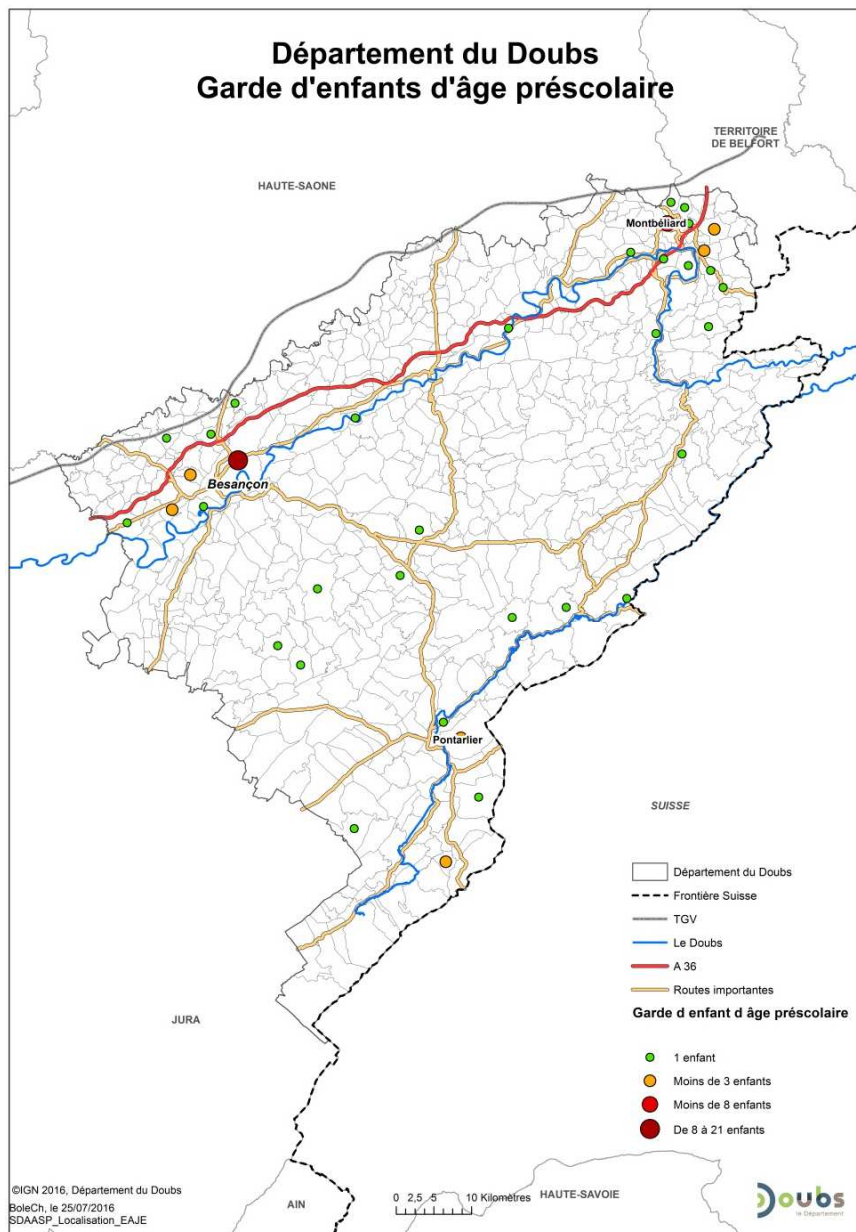 Département du Doubs
Garde d'enfants d'âge préscolaire
TERRITOIRE
DE BELFORT
HAUTE-SAONE
Montbéliard
Besançon
Pontarlier
SUISSE
JURA
Département du Doubs
Frontière Suisse
TGV
Le Doubs
A 36
Routes importantes
Garde d enfant d âge préscolaire
1 enfant
Moins de 3 enfants
Moins de 8 enfants
De 8 à 21 enfants
©IGN 2016, Département du Doubs
BoleCh, le 25/07/2016
SDAASP_Localisation_EAJE
AIN
0 2,5 5 10 Kilomètres
HAUTE-SAVOIE
Doubs
le Département